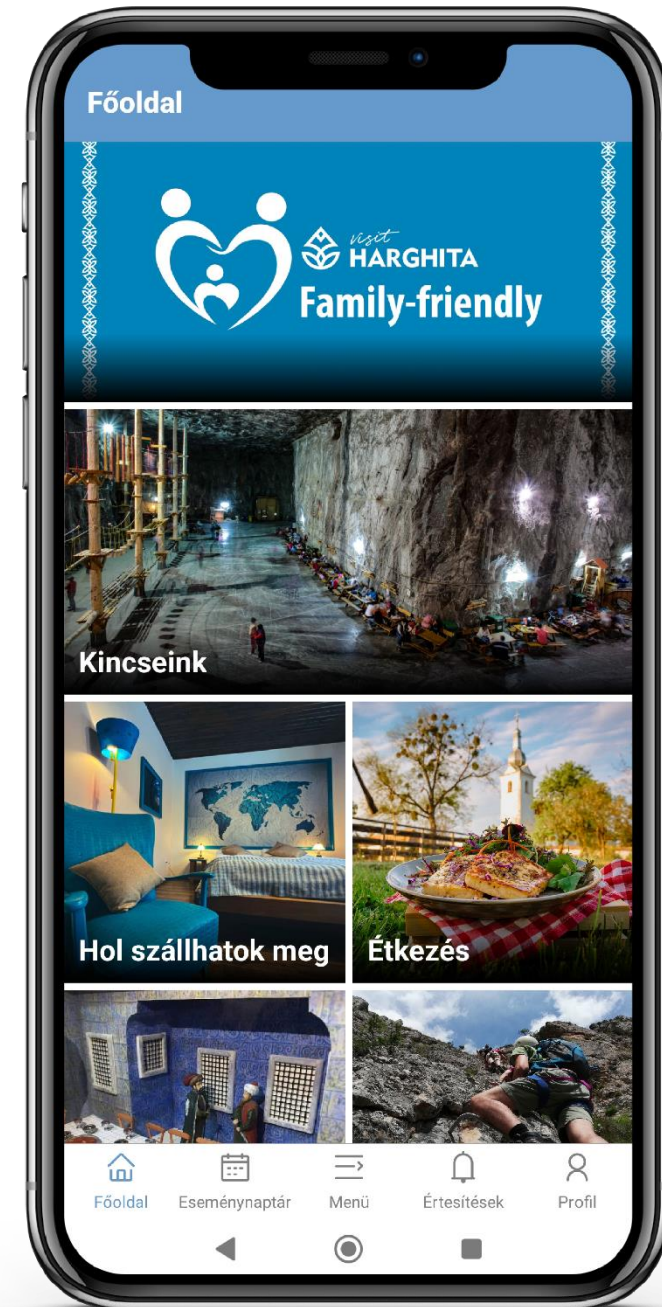 Főoldal
visit
HARGHITA
Family-friendly
Kincseink
Hol szállhatok meg
Étkezés
Főoldal
Eseménynaptár
Menü
Értesítések
Profil